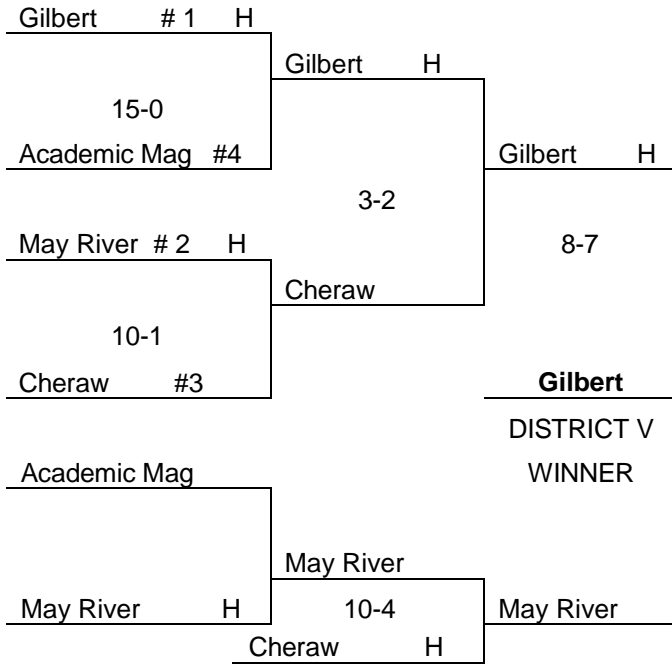 Gilbert # 1 H
Gilbert H
15-0
Academic Mag #4
Gilbert H
3-2
May River # 2 H
8-7
Cheraw
10-1
Cheraw #3
Gilbert
DISTRICT V
WINNER
Academic Mag
May River
May River H
10-4
May River
Cheraw H